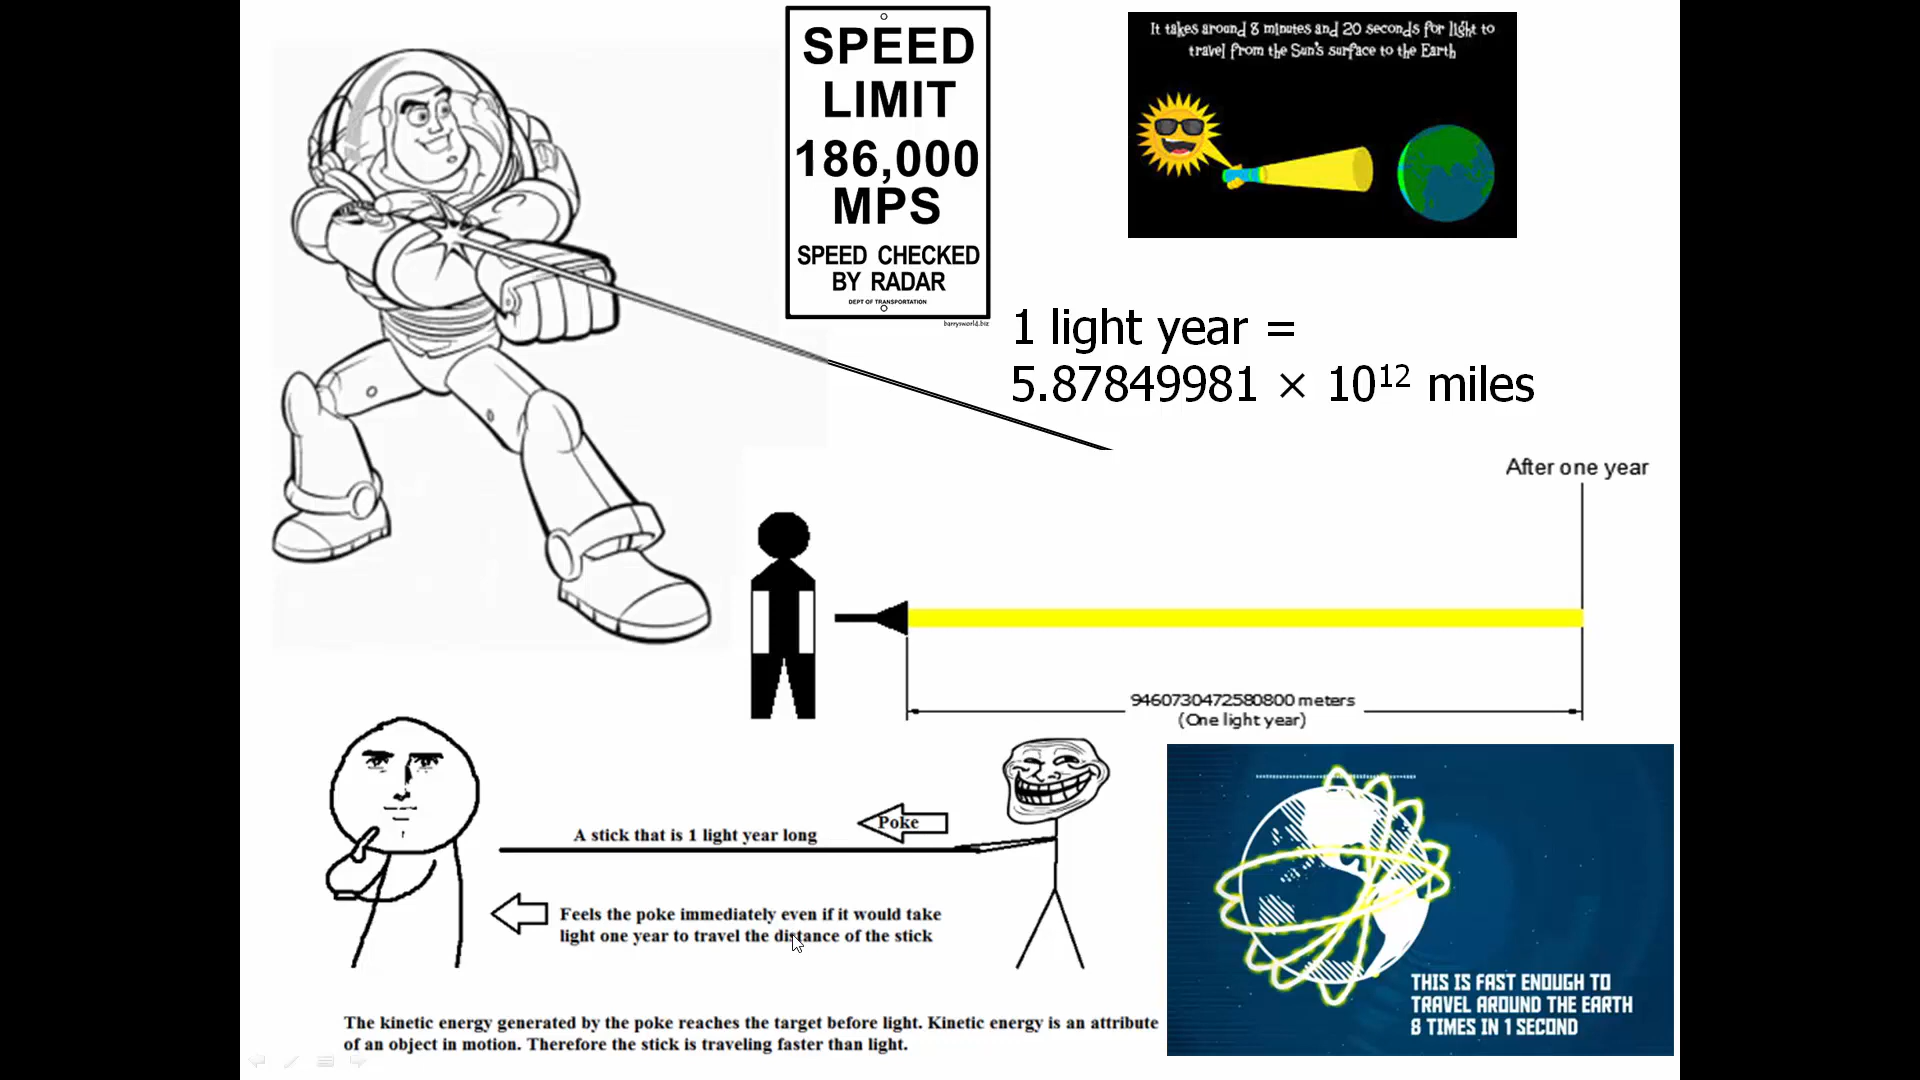 SPEED
LIMIT
186,000
MPS
SPEED CHECKED
BY RADAR
DEPT OF TRANSPORTATION
barrysworld.biz
It takes around 8 minutes and 20 seconds for light to
travel from the Sun's surface to the Earth
1 light year =
5.87849981 × 10¹² miles
After one year
9460730472580800 meters
(One light year)
Poke
A stick that is 1 light year long
Feels the poke immediately even if it would take
light one year to travel the distance of the stick
The kinetic energy generated by the poke reaches the target before light. Kinetic energy is an attribute
of an object in motion. Therefore the stick is traveling faster than light.
THIS IS FAST ENOUGH TO
TRAVEL AROUND THE EARTH
8 TIMES IN 1 SECOND